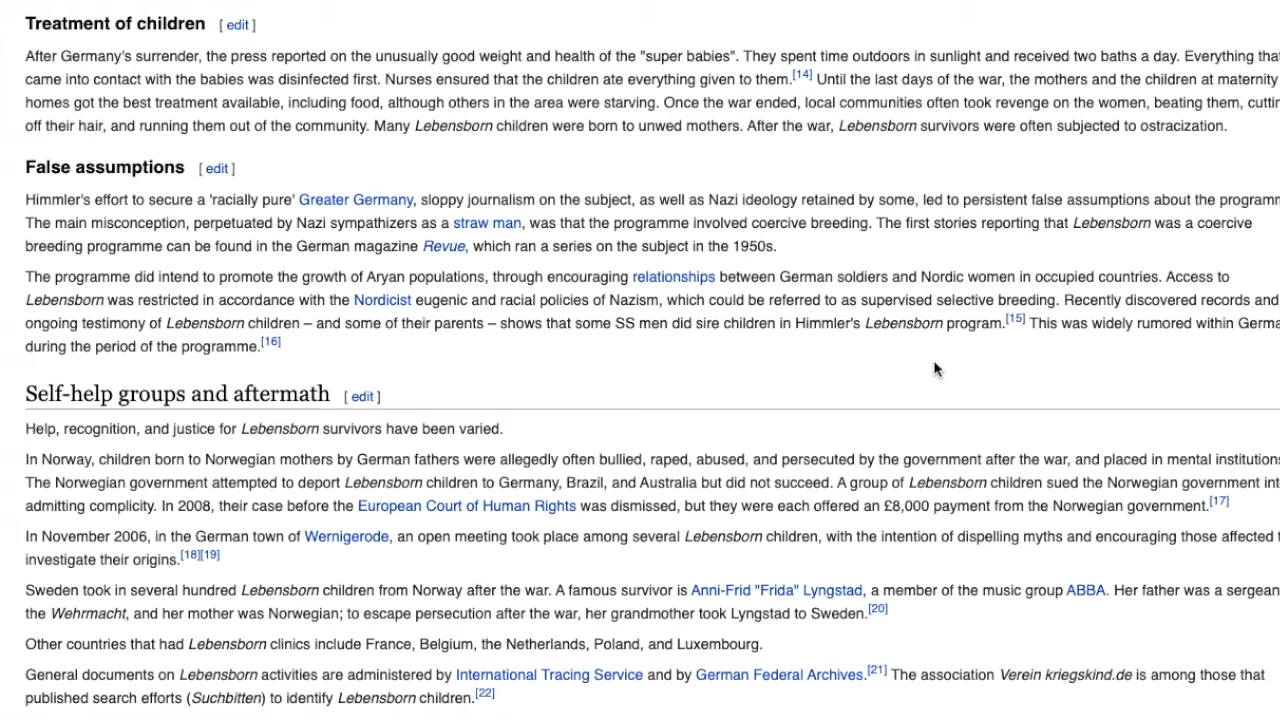 Treatment of children [ edit ]
After Germany's surrender, the press reported on the unusually good weight and health of the "super babies". They spent time outdoors in sunlight and received two baths a day. Everything
came into contact with the babies was disinfected first. Nurses ensured that the children ate everything given to them.[14] Until the last days of the war, the mothers and the children at maternity
homes got the best treatment available, including food, although others in the area were starving. Once the war ended, local communities often took revenge on the women, beating them,
off their hair, and running them out of the community. Many Lebensborn children were born to unwed mothers. After the war, Lebensborn survivors were often subjected to ostracization.
False assumptions [ edit ]
Himmler's effort to secure a 'racially pure' Greater Germany, sloppy journalism on the subject, as well as Nazi ideology retained by some, led to persistent false assumptions about the
The main misconception, perpetuated by Nazi sympathizers as a straw man, was that the programme involved coercive breeding. The first stories reporting that Lebensborn was a coercive
breeding programme can be found in the German magazine Revue, which ran a series on the subject in the 1950s.
The programme did intend to promote the growth of Aryan populations, through encouraging relationships between German soldiers and Nordic women in occupied countries. Access to
Lebensborn was restricted in accordance with the Nordicist eugenic and racial policies of Nazism, which could be referred to as supervised selective breeding. Recently discovered records and
ongoing testimony of Lebensborn children – and some of their parents – shows that some SS men did sire children in Himmler's Lebensborn program.[15] This was widely rumored within
during the period of the programme.[16]
Self-help groups and aftermath [ edit ]
Help, recognition, and justice for Lebensborn survivors have been varied.
In Norway, children born to Norwegian mothers by German fathers were allegedly often bullied, raped, abused, and persecuted by the government after the war, and placed in mental institutions
The Norwegian government attempted to deport Lebensborn children to Germany, Brazil, and Australia but did not succeed. A group of Lebensborn children sued the Norwegian government
admitting complicity. In 2008, their case before the European Court of Human Rights was dismissed, but they were each offered an £8,000 payment from the Norwegian government.[17]
In November 2006, in the German town of Wernigerode, an open meeting took place among several Lebensborn children, with the intention of dispelling myths and encouraging those affected
investigate their origins.[18][19]
Sweden took in several hundred Lebensborn children from Norway after the war. A famous survivor is Anni-Frid "Frida" Lyngstad, a member of the music group ABBA. Her father was a
the Wehrmacht, and her mother was Norwegian; to escape persecution after the war, her grandmother took Lyngstad to Sweden.[20]
Other countries that had Lebensborn clinics include France, Belgium, the Netherlands, Poland, and Luxembourg.
General documents on Lebensborn activities are administered by International Tracing Service and by German Federal Archives.[21] The association Verein kriegskind.de is among those that
published search efforts (Suchbitten) to identify Lebensborn children.[22]